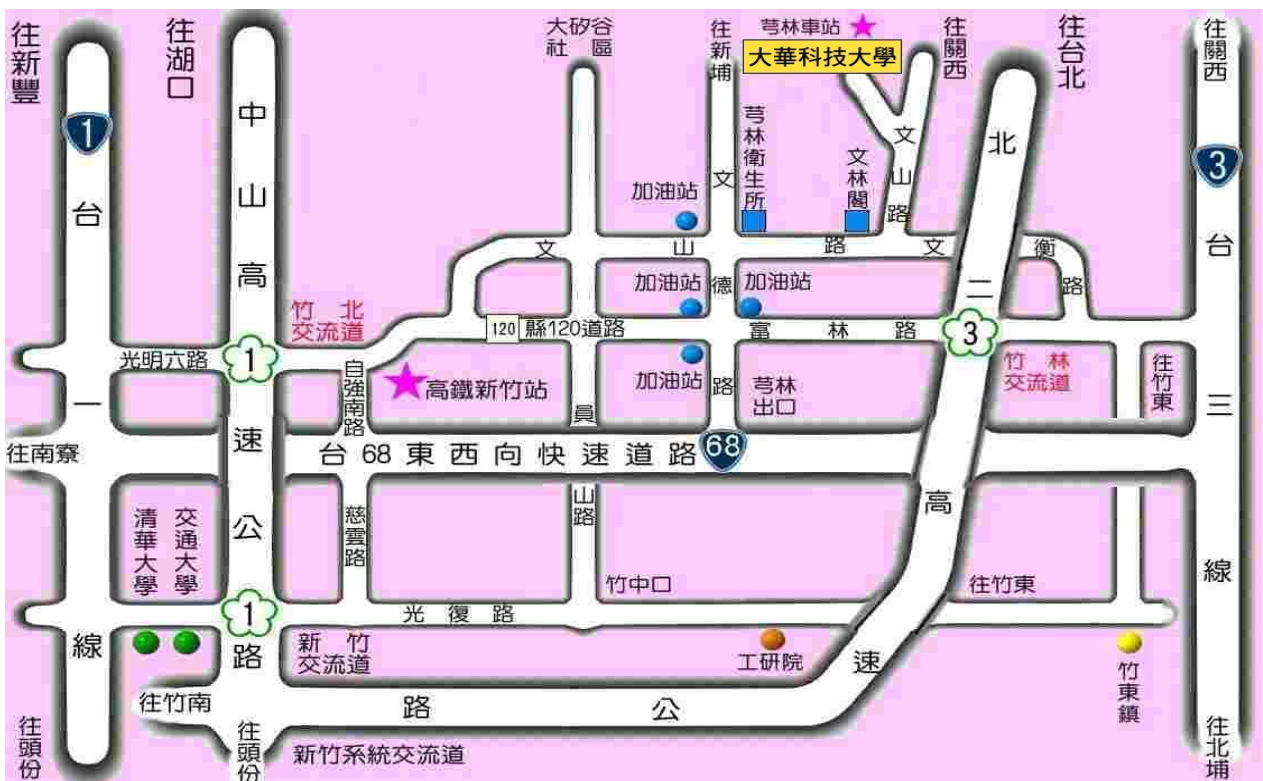 往新豐
往湖口
大矽谷
社區
往新埔
芎林車站
大華科技大學
往關西
往台北
往關西
1
台一線
中山高速公路
1
1
3
台三線
北二高
3
速公路
加油站
芎林衛生所
文林閣
文山路
文山路
文衡路
文德路
加油站
加油站
加油站
竹北
交流道
光明六路
120
縣120道路
富林路
竹林
交流道
往竹東
自強南路
高鐵新竹站
芎林
出口
員山路
往南寮
台68東西向快速道路
68
清華大學
交通大學
慈雲路
竹中口
往竹東
光復路
新竹
交流道
工研院
竹東鎮
往竹南
往頭份
往頭份
新竹系統交流道
往北埔